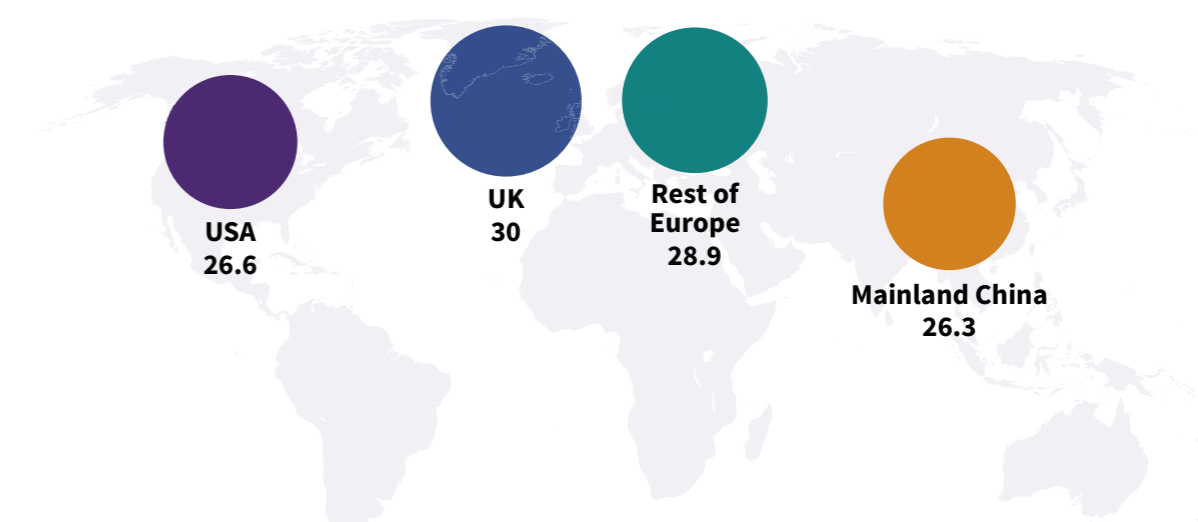 USA
26.6
UK
30
Rest of
Europe
28.9
Mainland China
26.3